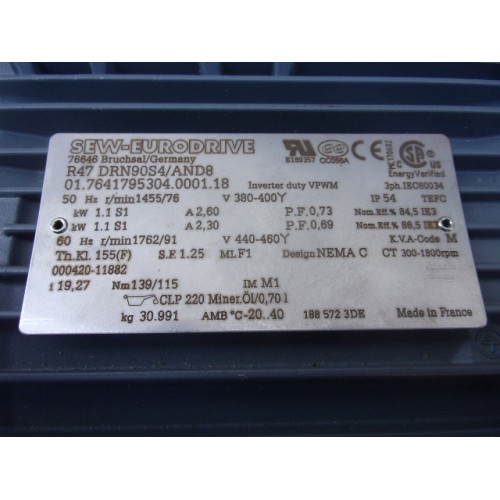 SEW-EURODRIVE
76646 Bruchsal/Germany
R47 DRN90S4/AND8
01.7641795304.0001.18 Inverter duty VPWM 3ph.IEC60034
50 Hz r/min1455/76 V 380-400Y IP 54 TEFC
kW 1.1 S1 A 2,60 P.F. 0,73 Nom.Eff.% 84,5 IE3
kW 1.1 S1 A 2,30 P.F. 0,69 Nom.Eff.% 86,5 IE3
60 Hz r/min1762/91 V 440-460Y K.V.A-Code M
Th.Kl. 155(F) S.F. 1.25 ML F1 Design NEMA C CT 300-1800rpm
000420-11882
i 19,27 Nm139/115 IM M1
CLP 220 Miner.Öl/0,70 l
kg 30.991 AMB °C-20..40 188 572 3DE Made in France
E189357
CC056A
Energy Verified